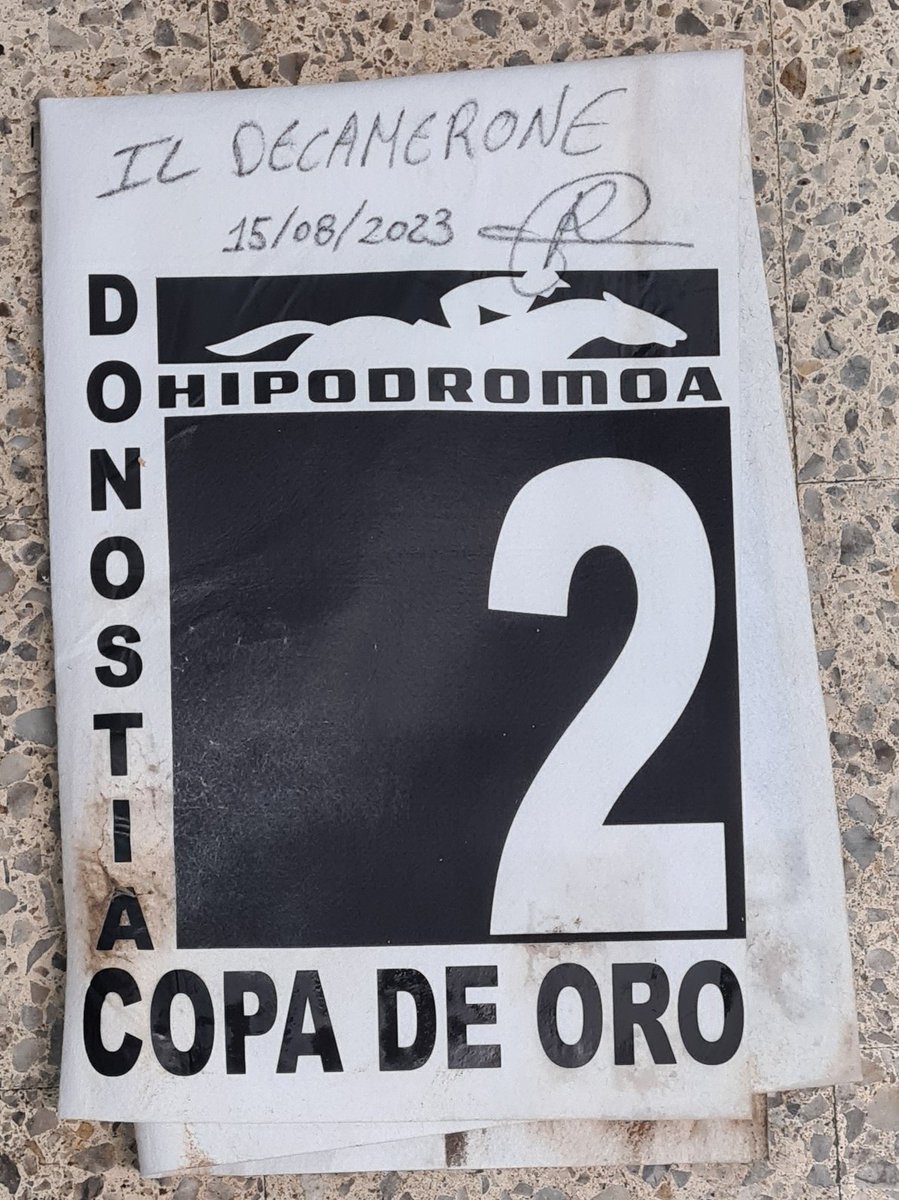 IL DECAMERONE
15/08/2023
DONOSTIA
HIPODROMOA
2
COPA DE ORO